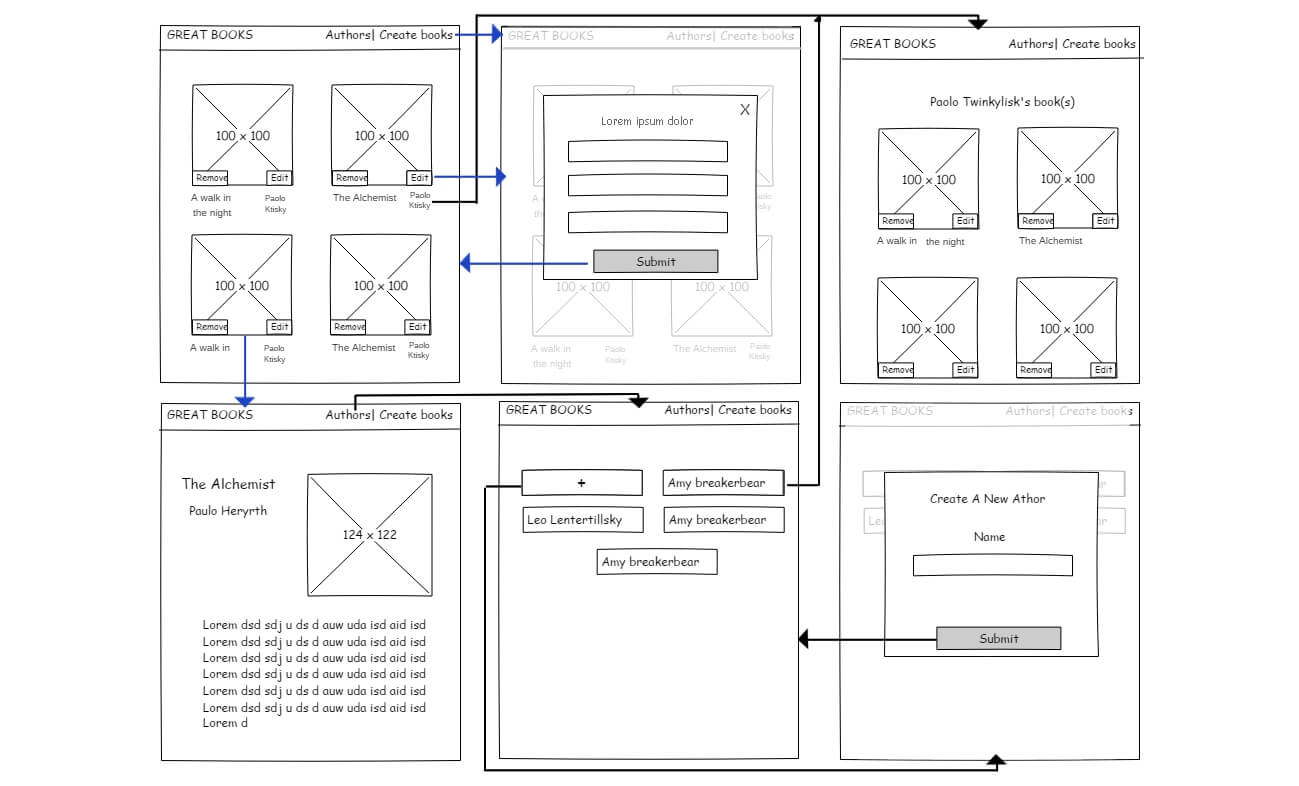 GREAT BOOKS
Authors| Create books
100 x 100
100 x 100
Remove
Edit
Remove
Edit
A walk in
the night
Paolo
Ktisky
The Alchemist
Paolo
Ktisky
100 x 100
100 x 100
Remove
Edit
Remove
Edit
A walk in
Paolo
Ktisky
The Alchemist
Paolo
Ktisky
GREAT BOOKS
Authors| Create books
X
Lorem ipsum dolor
Submit
A
th
aolo
isky
100 x 100
100 x 100
A walk in
the night
Paolo
Ktisky
The Alchemist
Paolo
Ktisky
GREAT BOOKS
Authors| Create books
Paolo Twinkylisk's book(s)
100 x 100
100 x 100
Remove
Edit
Remove
Edit
A walk in the night
The Alchemist
100 x 100
100 x 100
Remove
Edit
Remove
Edit
GREAT BOOKS
Authors| Create books
The Alchemist
Paulo Heryrth
124 x 122
Lorem dsd sdj u ds d auw uda isd aid isd
Lorem dsd sdj u ds d auw uda isd aid isd
Lorem dsd sdj u ds d auw uda isd aid isd
Lorem dsd sdj u ds d auw uda isd aid isd
Lorem dsd sdj u ds d auw uda isd aid isd
Lorem dsd sdj u ds d auw uda isd aid isd
Lorem d
GREAT BOOKS
Authors| Create books
+
Amy breakerbear
Leo Lentertillsky
Amy breakerbear
Amy breakerbear
GREAT BOOKS
Authors| Create books
Create A New Athor
Name
Submit
ar
Le
ar